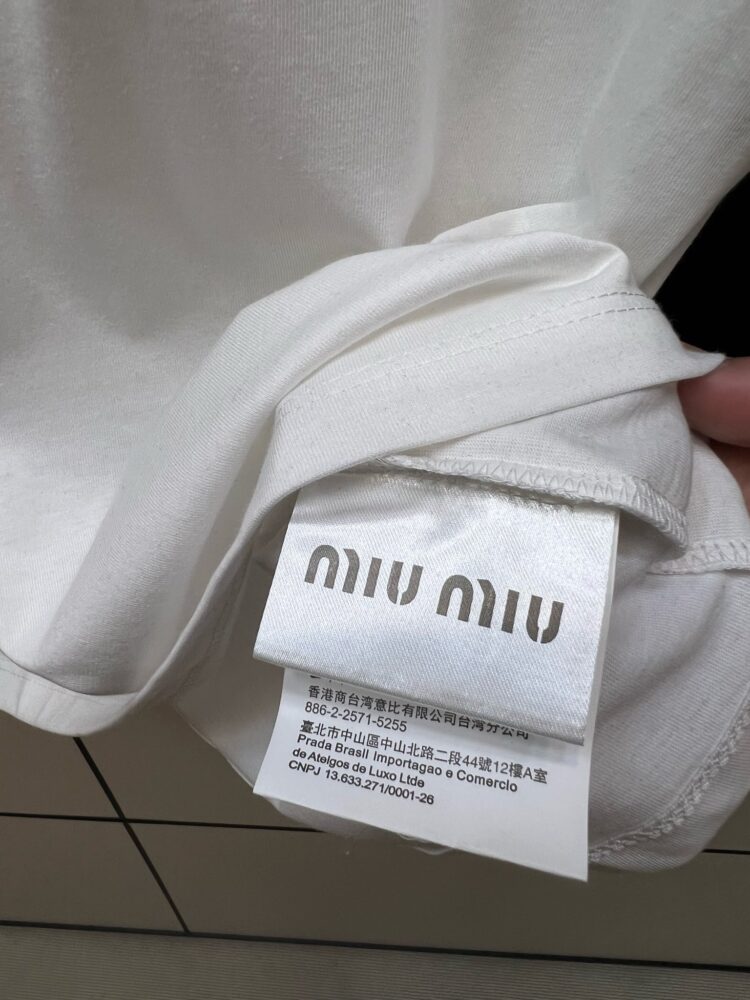 miu miu
香港商台湾意比有限公司台湾分公司
886-2-2571-5255
臺北市中山區中山北路二段44號12樓A室
Prada Brasil Importagao e Comerclo
de Atelgos de Luxo Ltde
CNPJ 13.633.271/0001-26